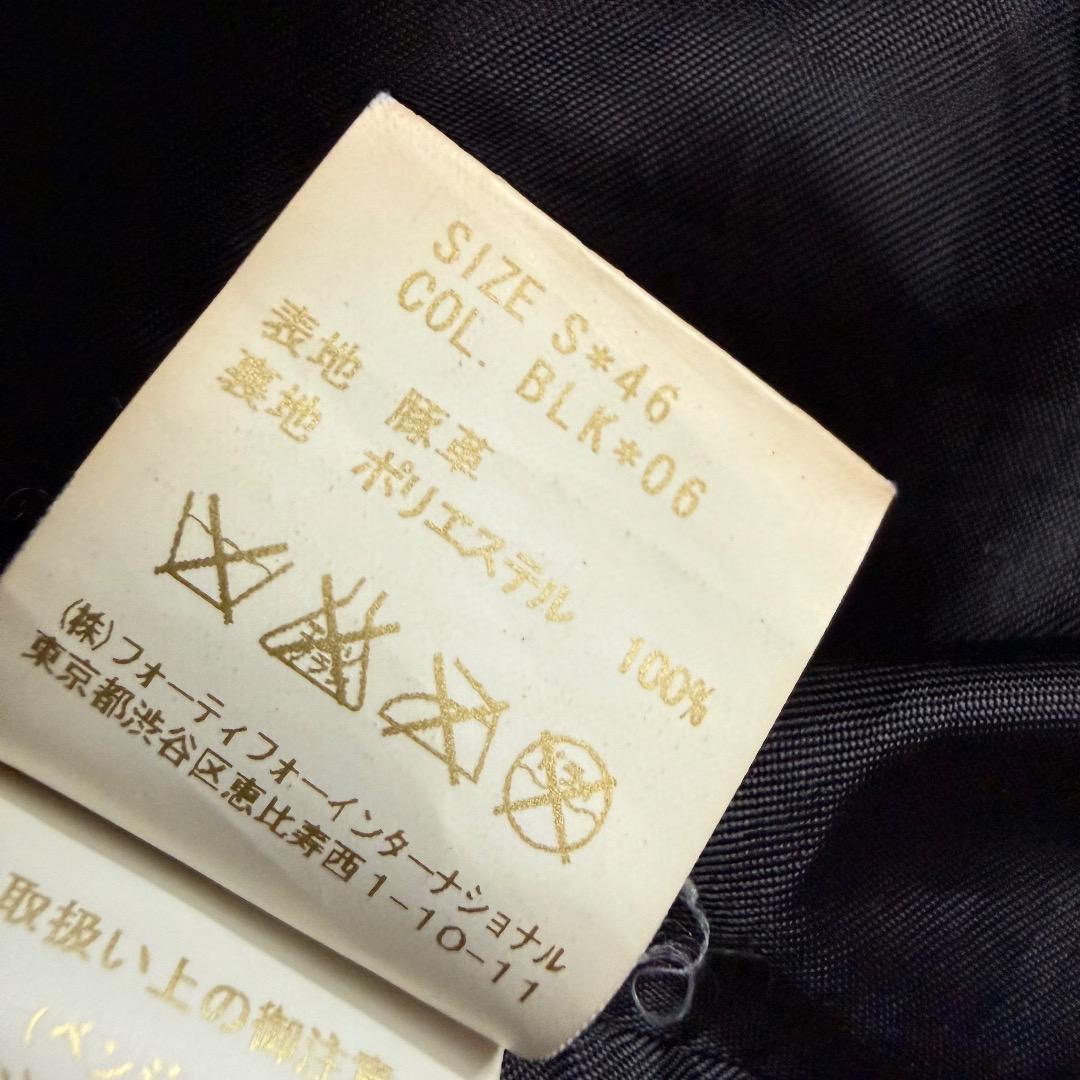 SIZE S*46
COL. BLK*06
表地 豚革
裏地 ポリエステル 100%
(株)フォーティフォーインターナショナル
東京都渋谷区恵比寿西1-10-11
取扱い上の御注意